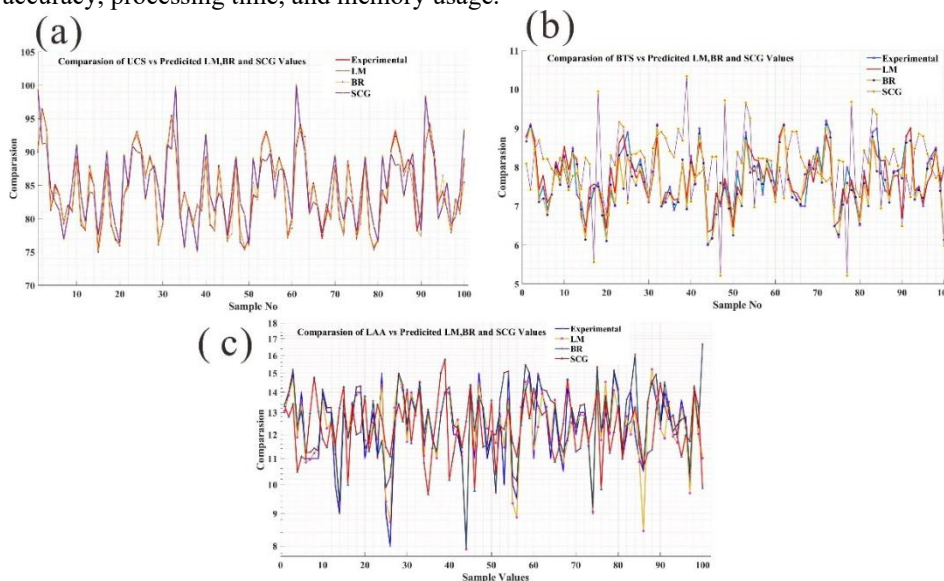 accuracy, processing time, and memory usage.
(a)
Comparasion of UCS vs Predicited LM,BR and SCG Values
Experimental
LM
BR
SCG
Comparasion
105
100
95
90
85
80
75
70
10 20 30 40 50 60 70 80 90 100
Sample No
(b)
Comparasion of BTS vs Predicited LM,BR and SCG Values
Experimental
LM
BR
SCG
Comparasion
11
10
9
8
7
6
5
0 10 20 30 40 50 60 70 80 90 100
Sample No
(c)
Comparasion of LAA vs Predicited LM,BR and SCG Values
Experimental
LM
BR
SCG
Comparasion
18
17
16
15
14
13
12
11
10
9
8
0 10 20 30 40 50 60 70 80 90 100
Sample Values